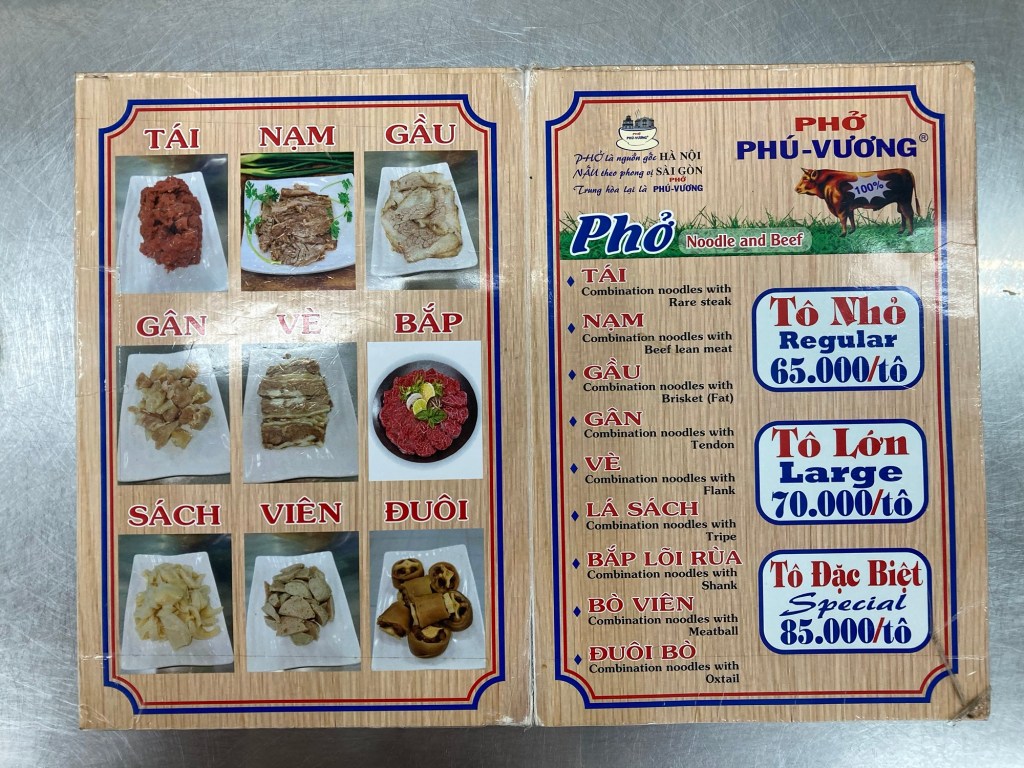 TÁI
NẠM
GẦU
GÂN
VÈ
BẮP
SÁCH
VIÊN
ĐUÔI
PHỞ PHÚ-VƯƠNG
PHỞ là nguồn gốc HÀ NỘI
NẤU theo phong vị SÀI GÒN
Trung hòa lại là PHỞ PHÚ-VƯƠNG
PHỞ
PHÚ-VƯƠNG®
100%
Phở Noodle and Beef
TÁI
Combination noodles with
Rare steak
NẠM
Combination noodles with
Beef lean meat
GẦU
Combination noodles with
Brisket (Fat)
GÂN
Combination noodles with
Tendon
VÈ
Combination noodles with
Flank
LÁ SÁCH
Combination noodles with
Tripe
BẮP LÕI RÙA
Combination noodles with
Shank
BÒ VIÊN
Combination noodles with
Meatball
ĐUÔI BÒ
Combination noodles with
Oxtail
Tô Nhỏ
Regular
65.000/tô
Tô Lớn
Large
70.000/tô
Tô Đặc Biệt
Special
85.000/tô